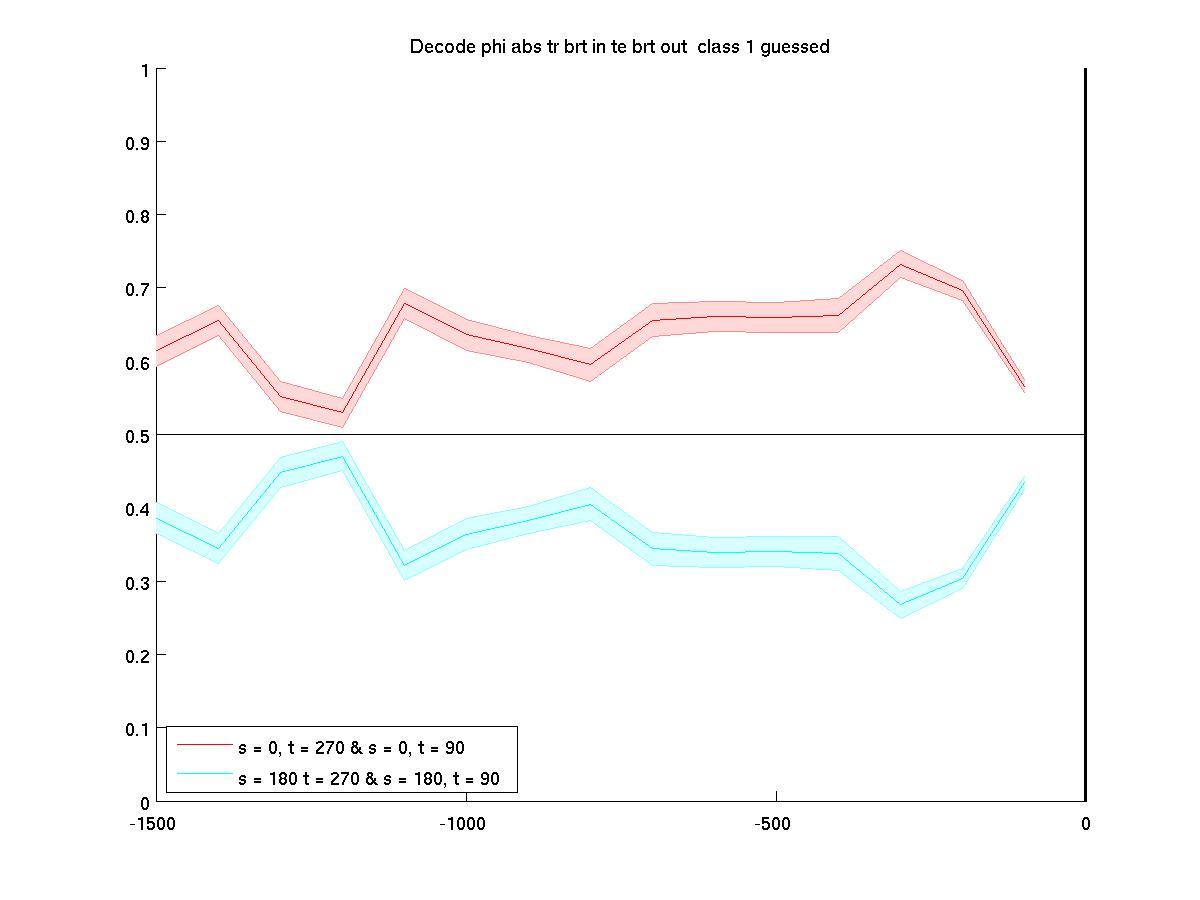 Decode phi abs tr brt in te brt out  class 1 guessed
1
0.9
0.8
0.7
0.6
0.5
0.4
0.3
0.2
0.1
0
s = 0, t = 270 & s = 0, t = 90
s = 180 t = 270 & s = 180, t = 90
-1500 -1000 -500 0